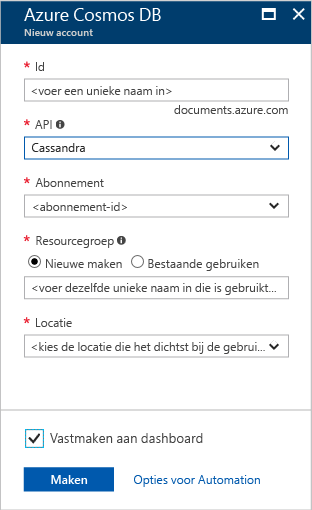 Azure Cosmos DB
Nieuw account
* Id
<voer een unieke naam in>
documents.azure.com
* API
Cassandra
* Abonnement
<abonnement-id>
* Resourcegroep
Nieuwe maken Bestaande gebruiken
<voer dezelfde unieke naam in die is gebruikt...
* Locatie
<kies de locatie die het dichtst bij de gebrui...
Vastmaken aan dashboard
Maken Opties voor Automation